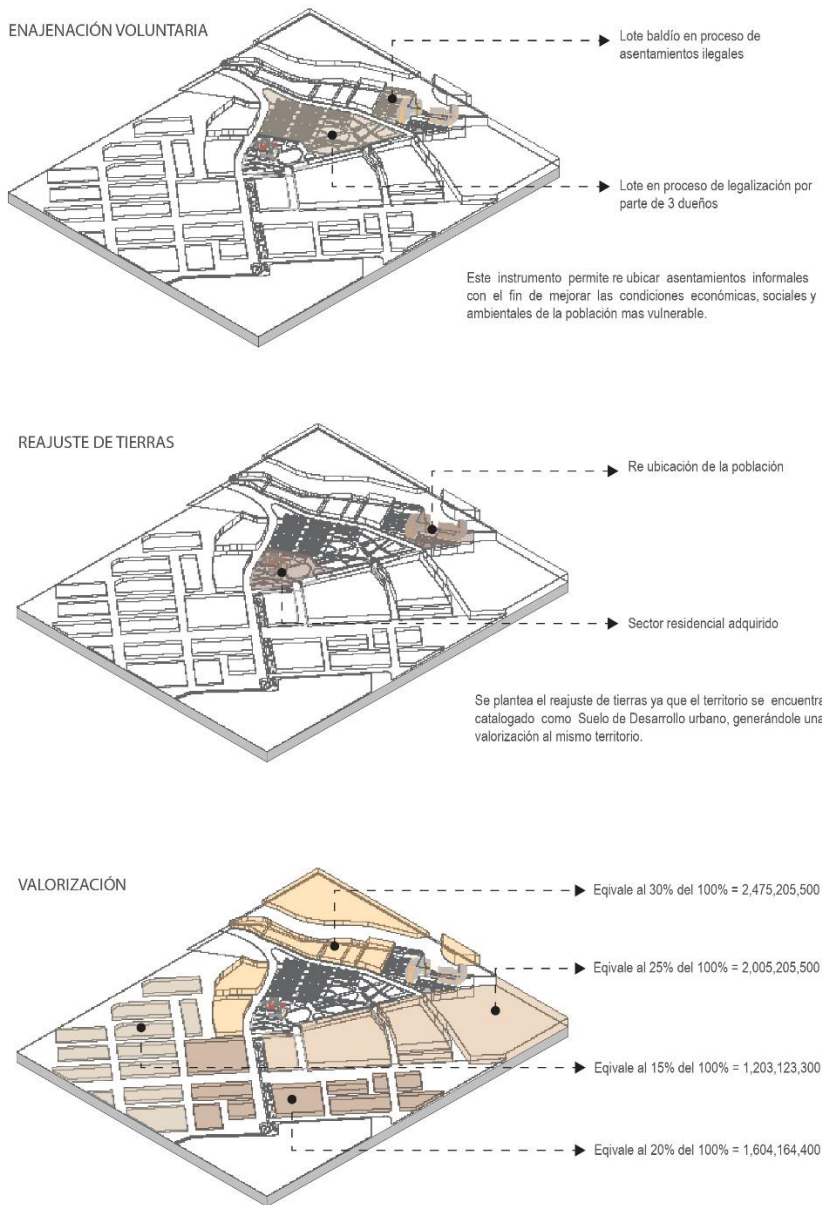 ENAJENACIÓN VOLUNTARIA
Lote baldío en proceso de
asentamientos ilegales
Lote en proceso de legalización por
parte de 3 dueños
Este instrumento permite re ubicar asentamientos informales
con el fin de mejorar las condiciones económicas, sociales y
ambientales de la población mas vulnerable.
REAJUSTE DE TIERRAS
Re ubicación de la población
Sector residencial adquirido
Se plantea el reajuste de tierras ya que el territorio se encuentra
catalogado como Suelo de Desarrollo urbano, generándole una
valorización al mismo territorio.
VALORIZACIÓN
Eqivale al 30% del 100% = 2,475,205,500
Eqivale al 25% del 100% = 2,005,205,500
Eqivale al 15% del 100% = 1,203,123,300
Eqivale al 20% del 100% = 1,604,164,400